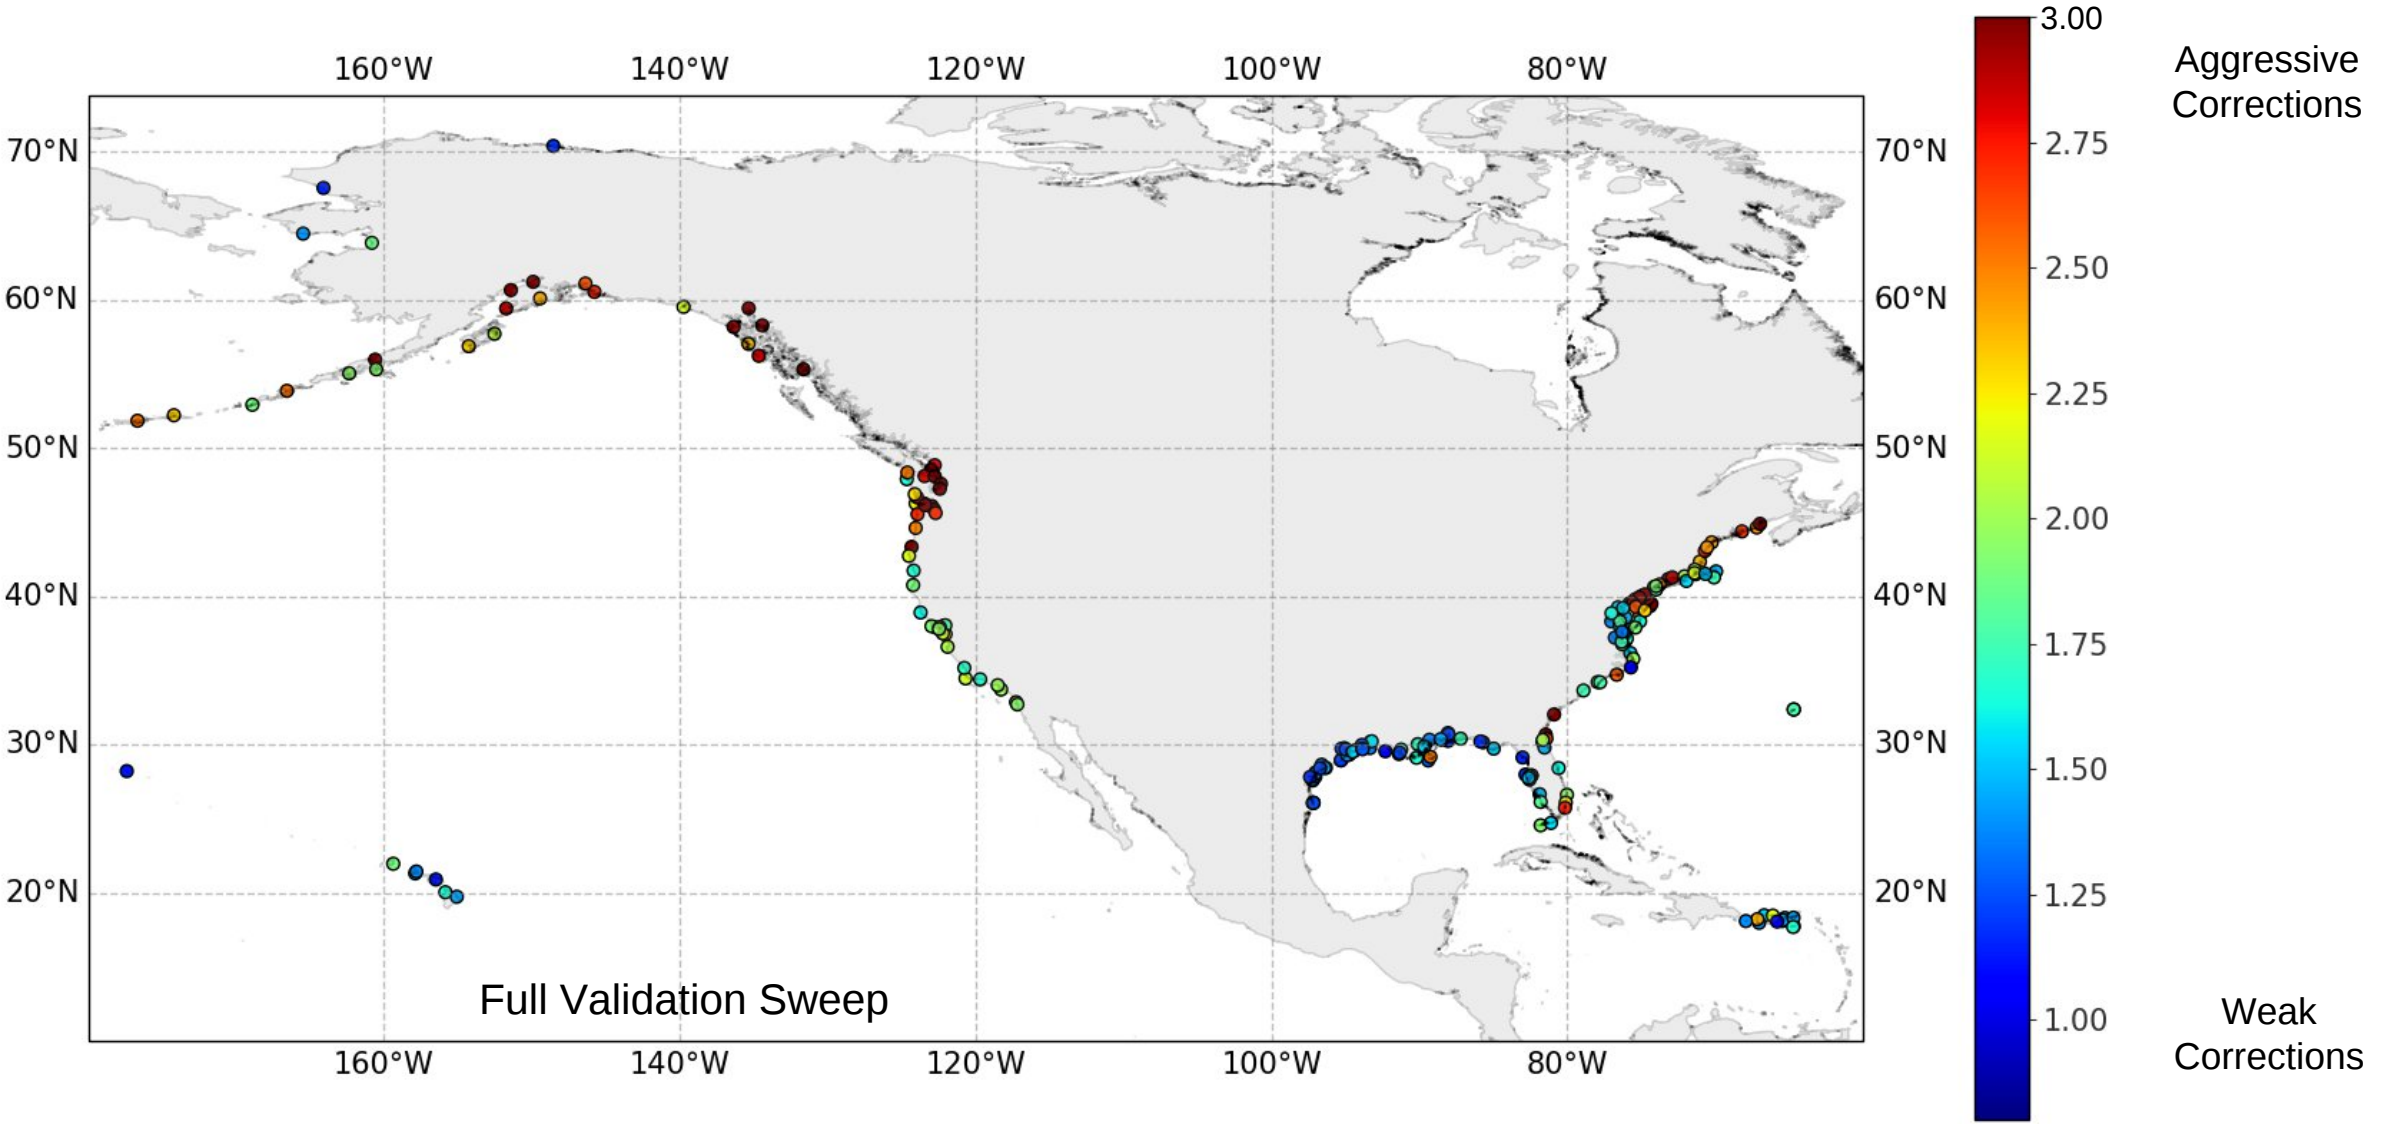 160°W 140°W 120°W 100°W 80°W
3.00
Aggressive
Corrections
70°N 70°N 2.75
60°N 60°N 2.50
50°N 50°N 2.25
40°N 40°N 2.00
1.75
30°N 30°N 1.50
20°N 20°N 1.25
Full Validation Sweep
1.00
Weak
Corrections
160°W 140°W 120°W 100°W 80°W